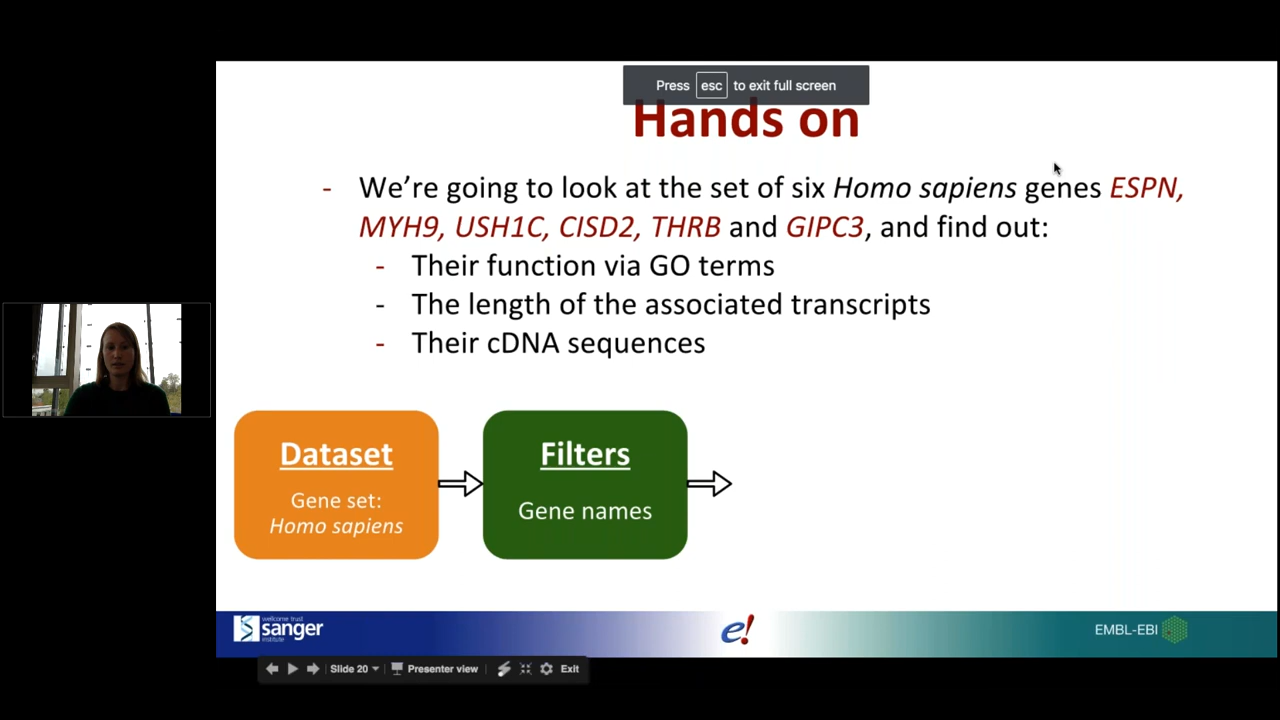 Press esc to exit full screen
Hands on
- We're going to look at the set of six Homo sapiens genes ESPN,
MYH9, USH1C, CISD2, THRB and GIPC3, and find out:
- Their function via GO terms
- The length of the associated transcripts
- Their cDNA sequences
Dataset
Gene set:
Homo sapiens
Filters
Gene names
wellcome trust
sanger
institute
e!
EMBL-EBI
Slide 20
Presenter view
Exit